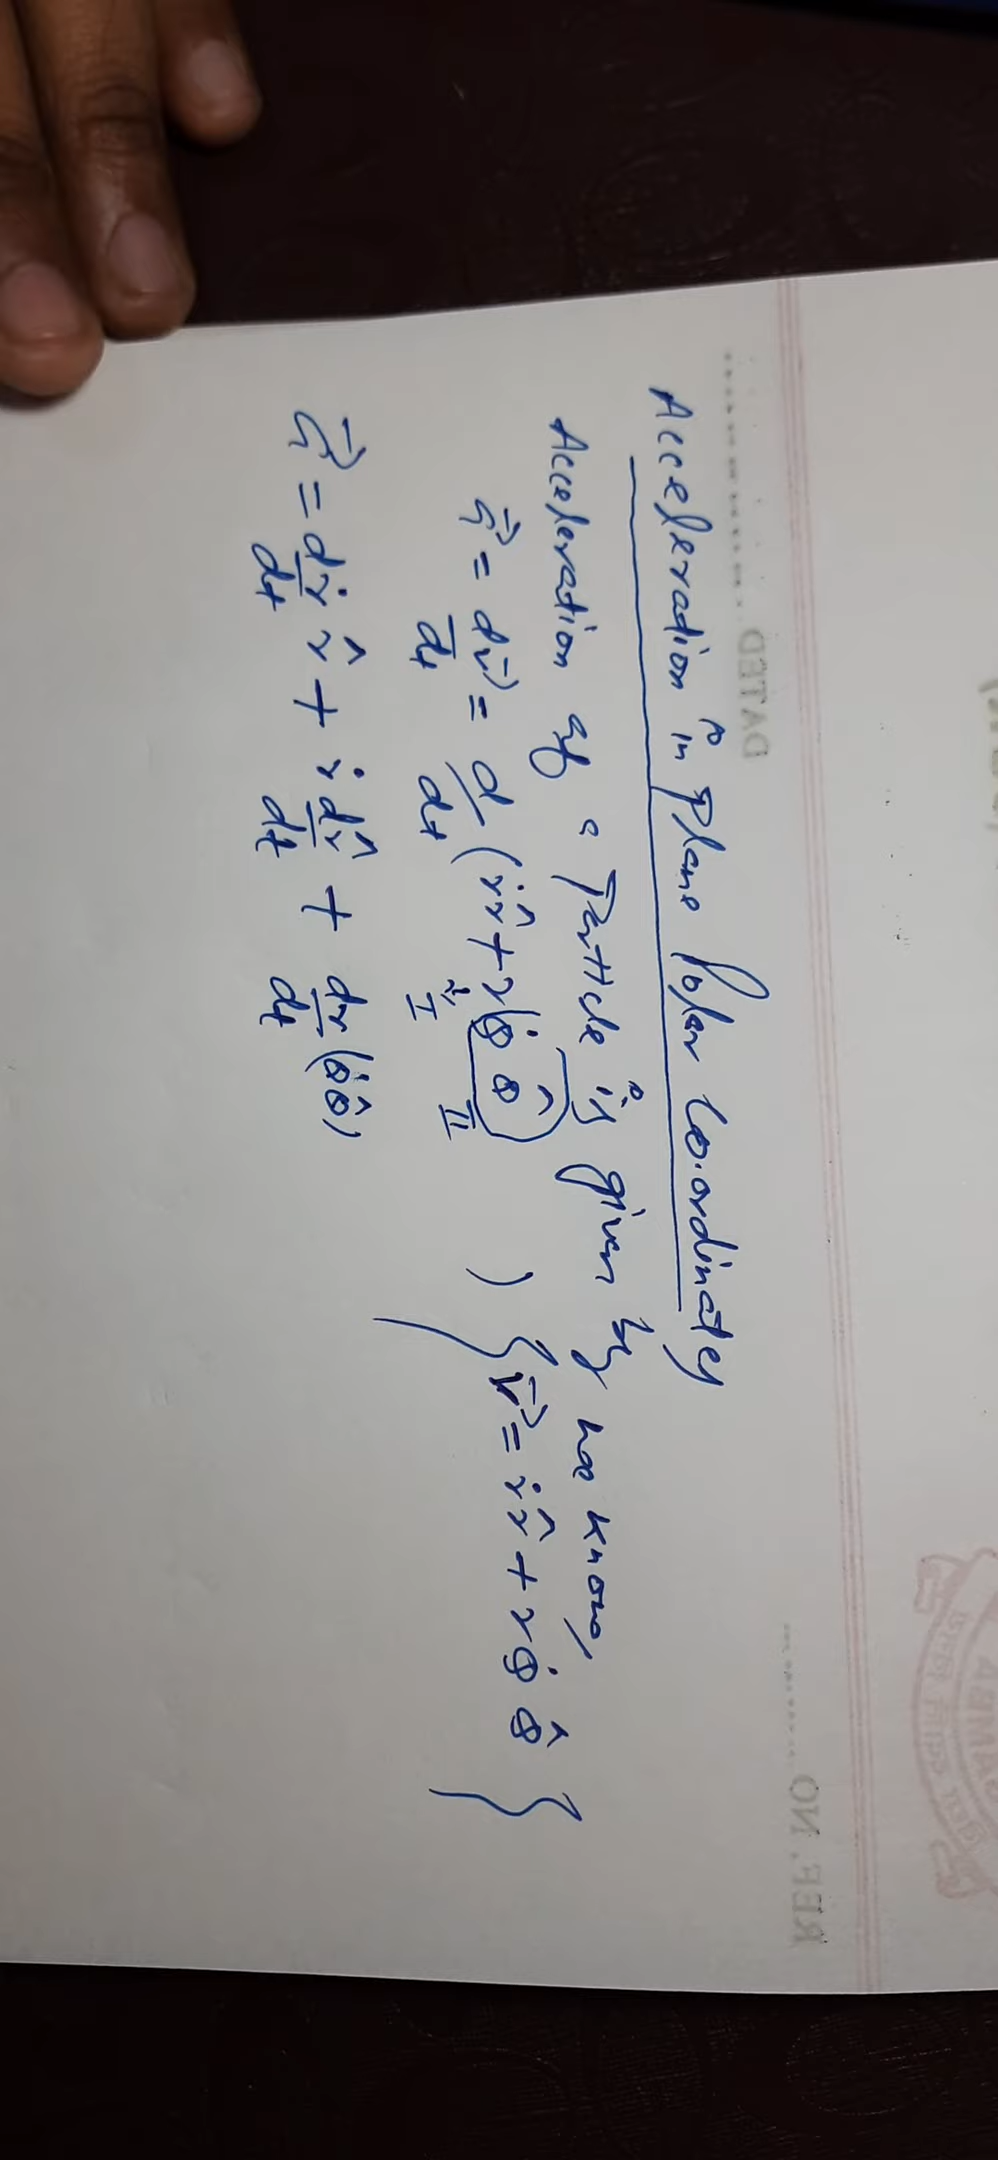 Acceleration in Plane Polar Co-ordinates
Acceleration of a Particle is given by we know,
a⃗ = dv⃗/dt = d/dt (ṙr̂ + rθ̇ θ̂ ) { v⃗ = ṙr̂ + rθ̇ θ̂ }
I II
a⃗ = dṙ/dt r̂ + ṙ dr̂/dt + dr/dt (θ̇θ̂)
DATED
REF. NO